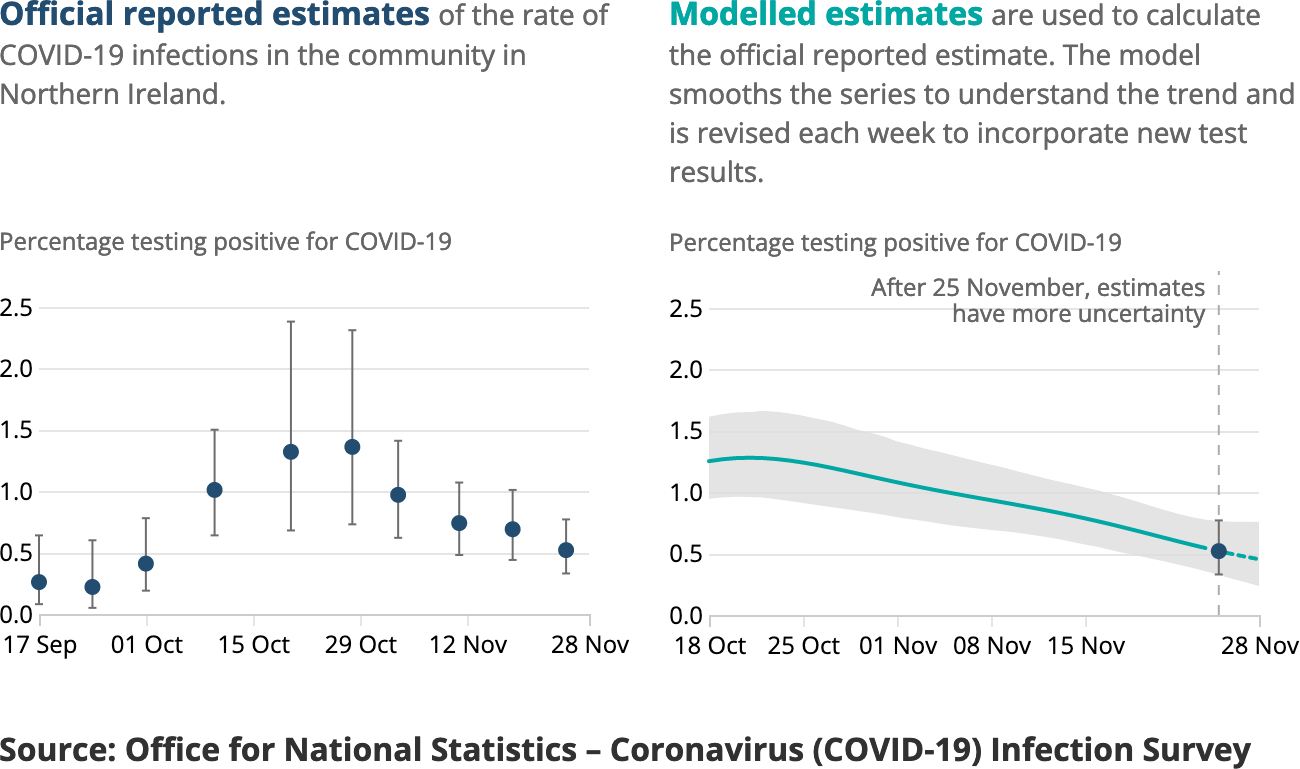 Official reported estimates of the rate of
COVID-19 infections in the community in
Northern Ireland.
Percentage testing positive for COVID-19
2.5
2.0
1.5
1.0
0.5
0.0
17 Sep 01 Oct 15 Oct 29 Oct 12 Nov 28 Nov
Modelled estimates are used to calculate
the official reported estimate. The model
smooths the series to understand the trend and
is revised each week to incorporate new test
results.
Percentage testing positive for COVID-19
After 25 November, estimates
have more uncertainty
2.5
2.0
1.5
1.0
0.5
0.0
18 Oct 25 Oct 01 Nov 08 Nov 15 Nov 28 Nov
Source: Office for National Statistics – Coronavirus (COVID-19) Infection Survey